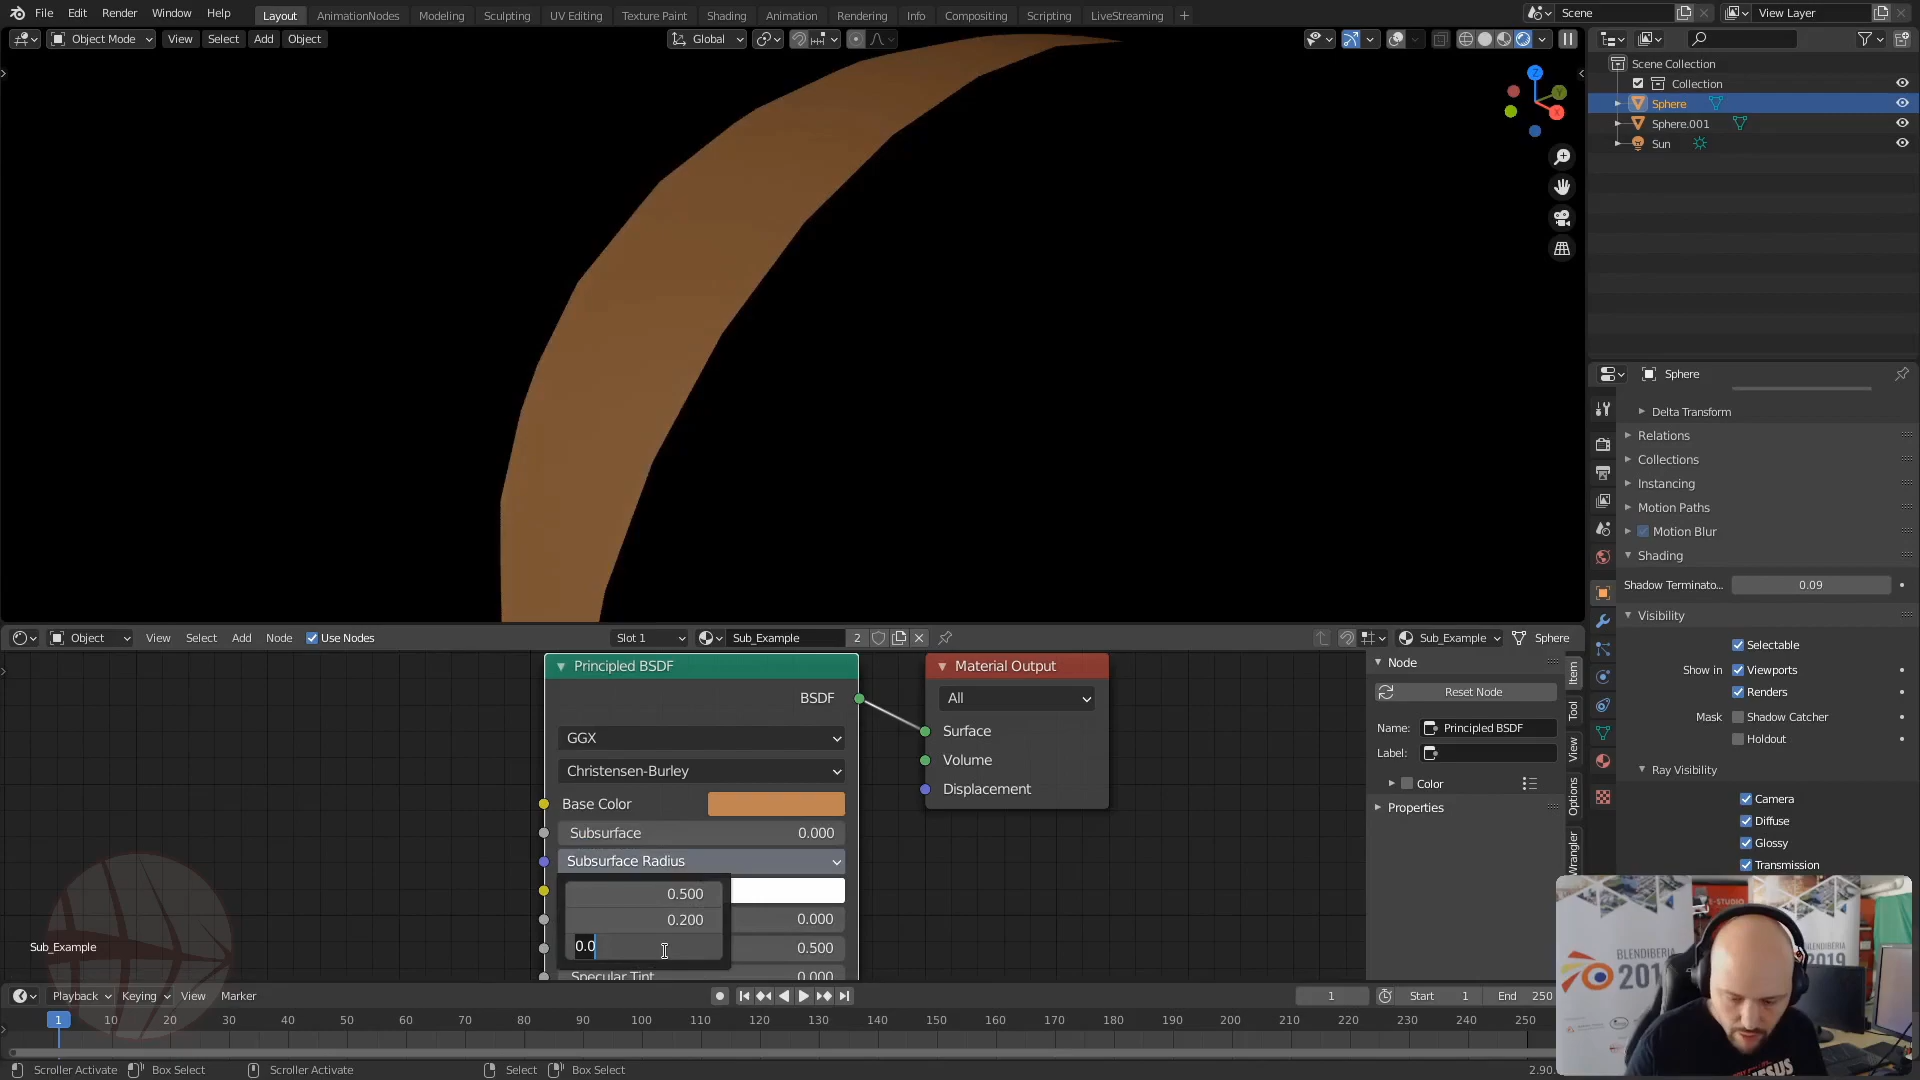 File Edit Render Window Help Layout AnimationNodes Modeling Sculpting UV Editing Texture Paint Shading Animation Rendering Info Compositing Scripting LiveStreaming Scene View Layer
Object Mode View Select Add Object Global
Scene Collection
Collection
Sphere
Sphere.001
Sun
Z
Y
X
Sphere
Delta Transform
Relations
Collections
Instancing
Motion Paths
Motion Blur
Shading
Shadow Terminato... 0.09
Visibility
Selectable
Show in Viewports
Renders
Mask Shadow Catcher
Holdout
Ray Visibility
Camera
Diffuse
Glossy
Transmission
Object View Select Add Node Use Nodes Slot 1 Sub_Example 2 Sub_Example Sphere
Principled BSDF
BSDF
GGX
Christensen-Burley
Base Color
Subsurface 0.000
Subsurface Radius
0.500
0.200 0.000
0.0 0.500
Specular Tint 0.000
Material Output
All
Surface
Volume
Displacement
Node
Reset Node
Name: Principled BSDF
Label:
Color
Properties
Item
Tool
View
Options
Wrangler
Sub_Example
Playback Keying View Marker 1 Start 1 End 250
1 10 20 30 40 50 60 70 80 90 100 110 120 130 140 150 160 170 180 190 200 210 220 230 240 250
Scroller Activate Box Select Scroller Activate Select Box Select 2.90.
E-STUDIO
BLENDIBERIA
2019